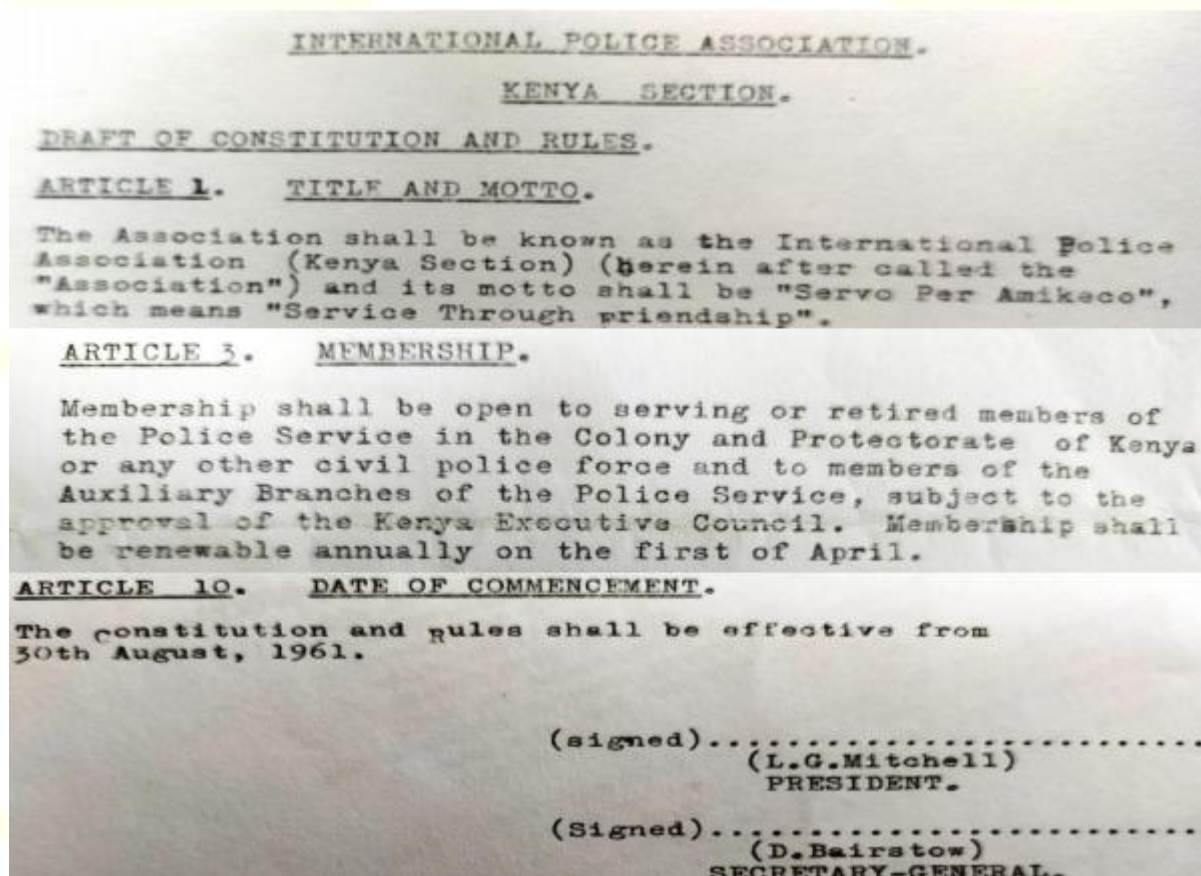 INTERNATIONAL POLICE ASSOCIATION.
KENYA SECTION.
DRAFT OF CONSTITUTION AND RULES.
ARTICLE 1. TITLE AND MOTTO.
The Association shall be known as the International Police
Association (Kenya Section) (herein after called the
"Association") and its motto shall be "Servo Per Amikeco",
which means "Service Through Friendship".
ARTICLE 3. MEMBERSHIP.
Membership shall be open to serving or retired members of
the Police Service in the Colony and Protectorate of Kenya
or any other civil police force and to members of the
Auxiliary Branches of the Police Service, subject to the
approval of the Kenya Executive Council. Membership shall
be renewable annually on the first of April.
ARTICLE 10. DATE OF COMMENCEMENT.
The Constitution and Rules shall be effective from
30th August, 1961.
(signed)...............................
(L.G.Mitchell)
PRESIDENT.
(Signed)...............................
(D.Bairstow)
SECRETARY-GENERAL.